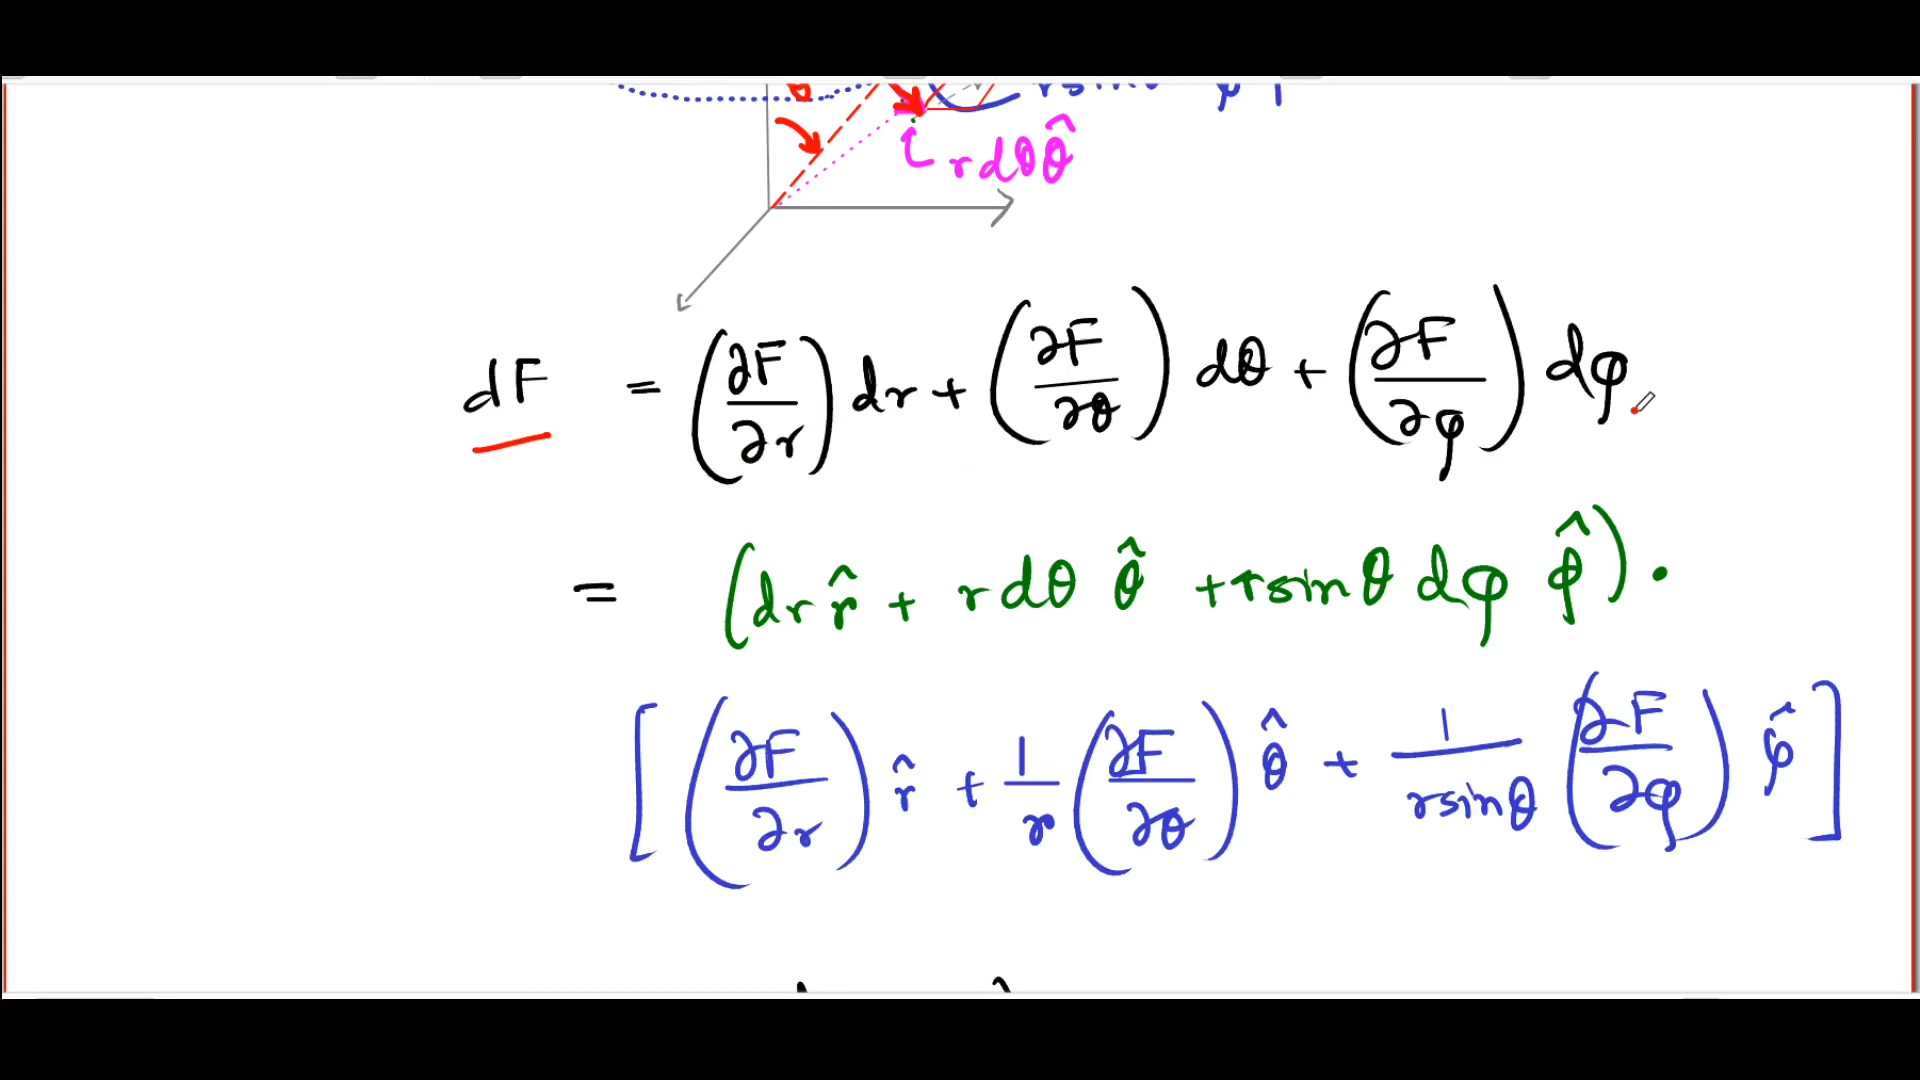 θ
r dθ θ̂
dF = (∂F/∂r) dr + (∂F/∂θ) dθ + (∂F/∂φ) dφ
= (dr r̂ + r dθ θ̂ + r sinθ dφ φ̂) ·
[(∂F/∂r) r̂ + 1/r (∂F/∂θ) θ̂ + 1/(r sinθ) (∂F/∂φ) φ̂]